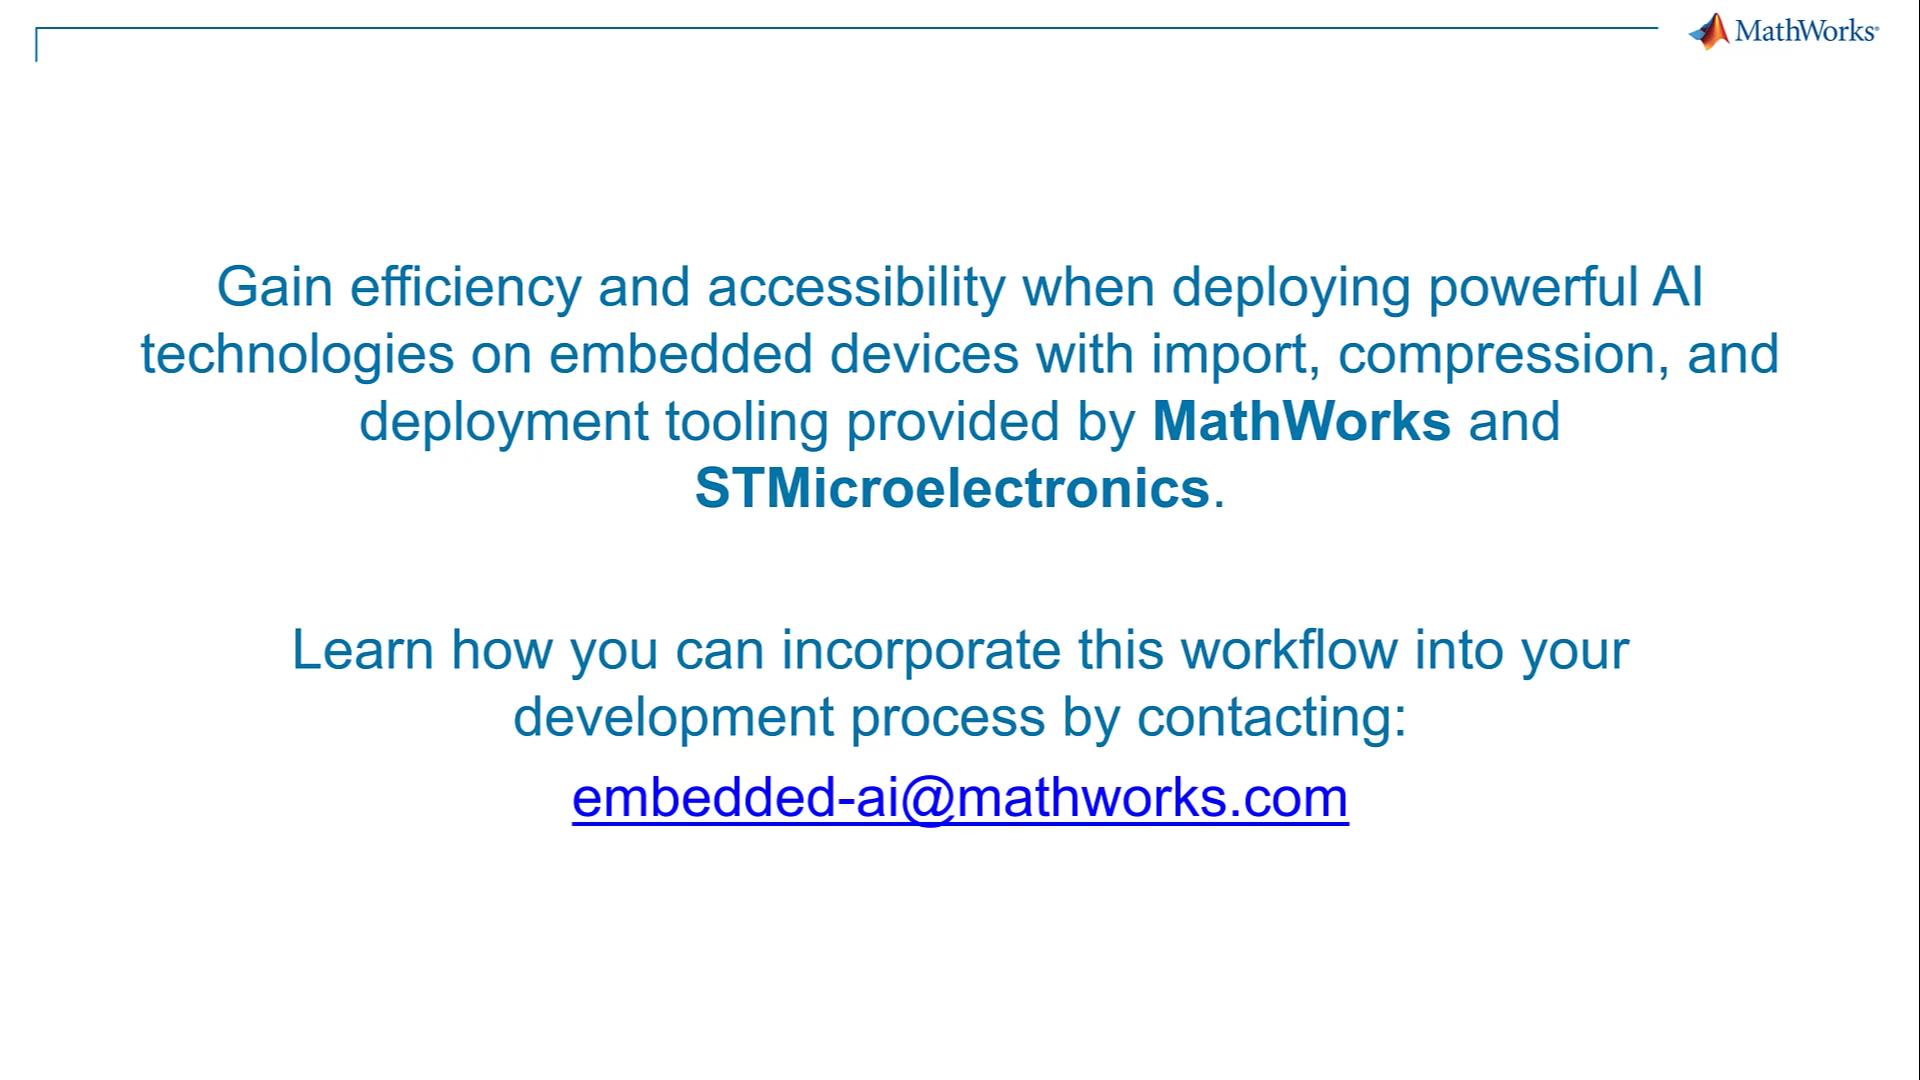 MathWorks®
Gain efficiency and accessibility when deploying powerful AI
technologies on embedded devices with import, compression, and
deployment tooling provided by MathWorks and
STMicroelectronics.
Learn how you can incorporate this workflow into your
development process by contacting:
embedded-ai@mathworks.com